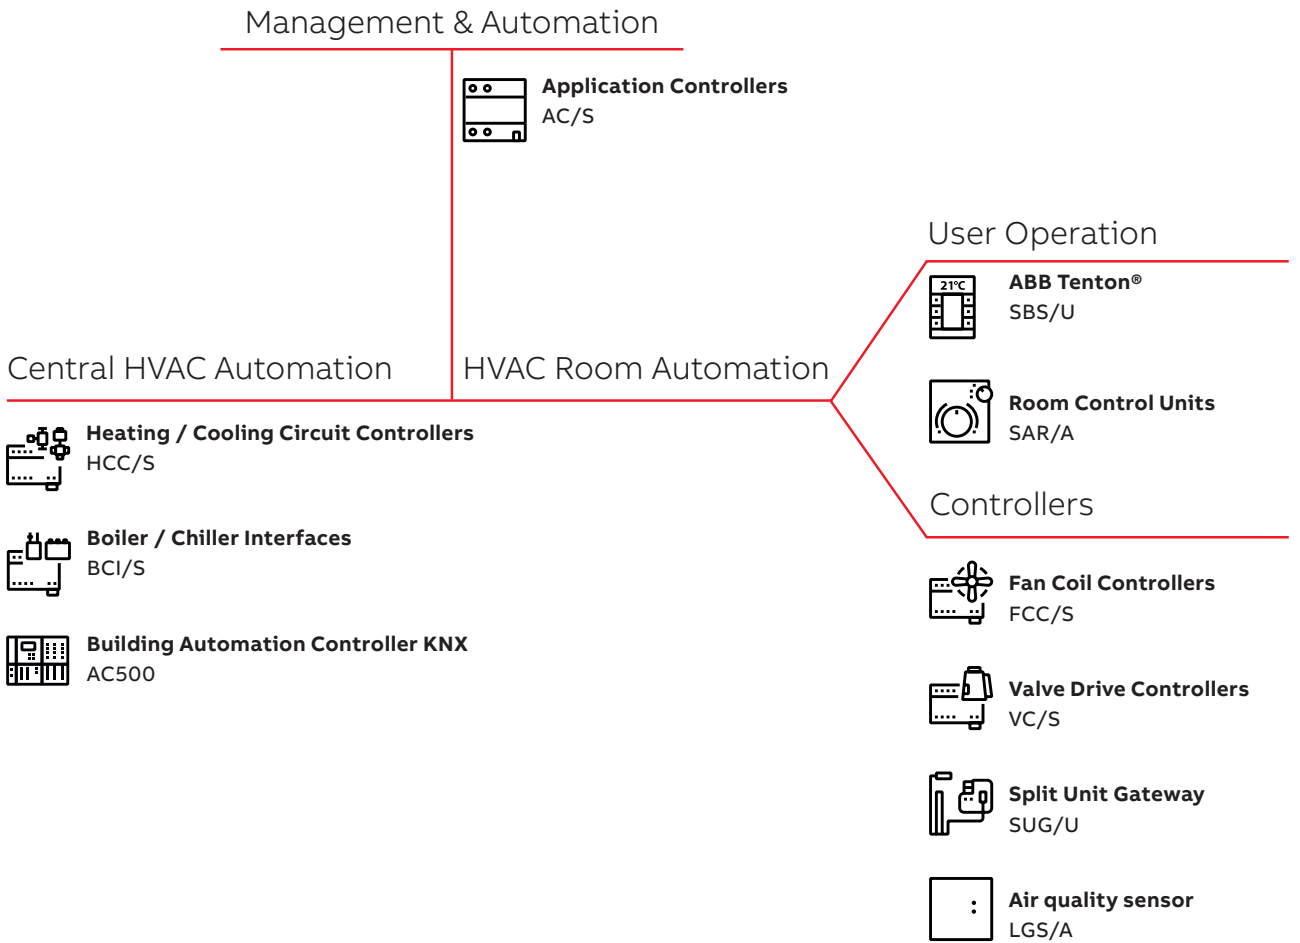 Management & Automation
Application Controllers
AC/S
User Operation
21°C
ABB Tenton®
SBS/U
Central HVAC Automation
HVAC Room Automation
Room Control Units
SAR/A
Heating / Cooling Circuit Controllers
HCC/S
Controllers
Boiler / Chiller Interfaces
BCI/S
Fan Coil Controllers
FCC/S
Building Automation Controller KNX
AC500
Valve Drive Controllers
VC/S
Split Unit Gateway
SUG/U
Air quality sensor
LGS/A